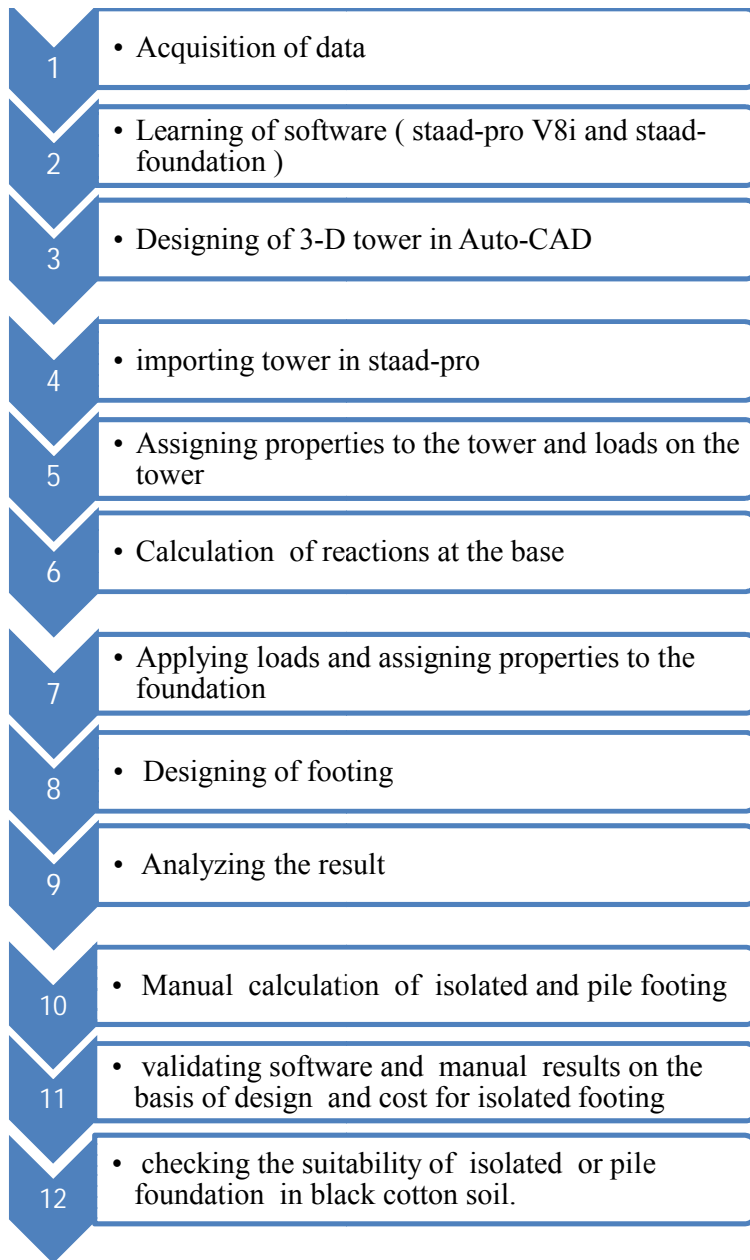 1
• Acquisition of data
2
• Learning of software ( staad-pro V8i and staad-
foundation )
3
• Designing of 3-D tower in Auto-CAD
4
• importing tower in staad-pro
5
• Assigning properties to the tower and loads on the
tower
6
• Calculation of reactions at the base
7
• Applying loads and assigning properties to the
foundation
8
• Designing of footing
9
• Analyzing the result
10
• Manual calculation of isolated and pile footing
11
• validating software and manual results on the
basis of design and cost for isolated footing
12
• checking the suitability of isolated or pile
foundation in black cotton soil.